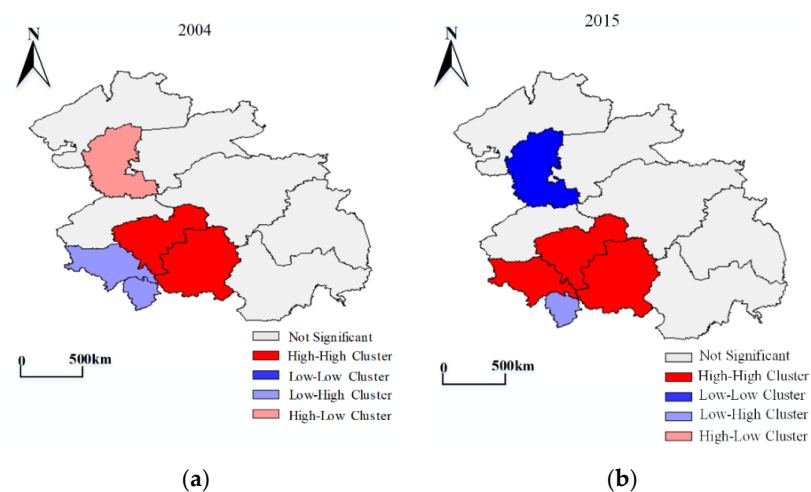 2004
N
Not Significant
High-High Cluster
Low-Low Cluster
Low-High Cluster
High-Low Cluster
0 500km
(a)
2015
N
Not Significant
High-High Cluster
Low-Low Cluster
Low-High Cluster
High-Low Cluster
0 500km
(b)